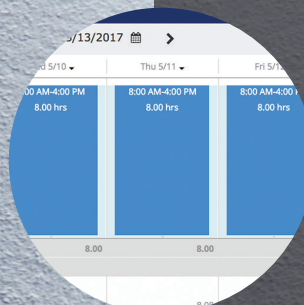 /13/2017
5/10 Thu 5/11 Fri 5/
:00 AM-4:00 PM 8:00 AM-4:00 PM 8:00 AM-4:00
8.00 hrs 8.00 hrs 8.00 hrs
8.00 8.00
8.00